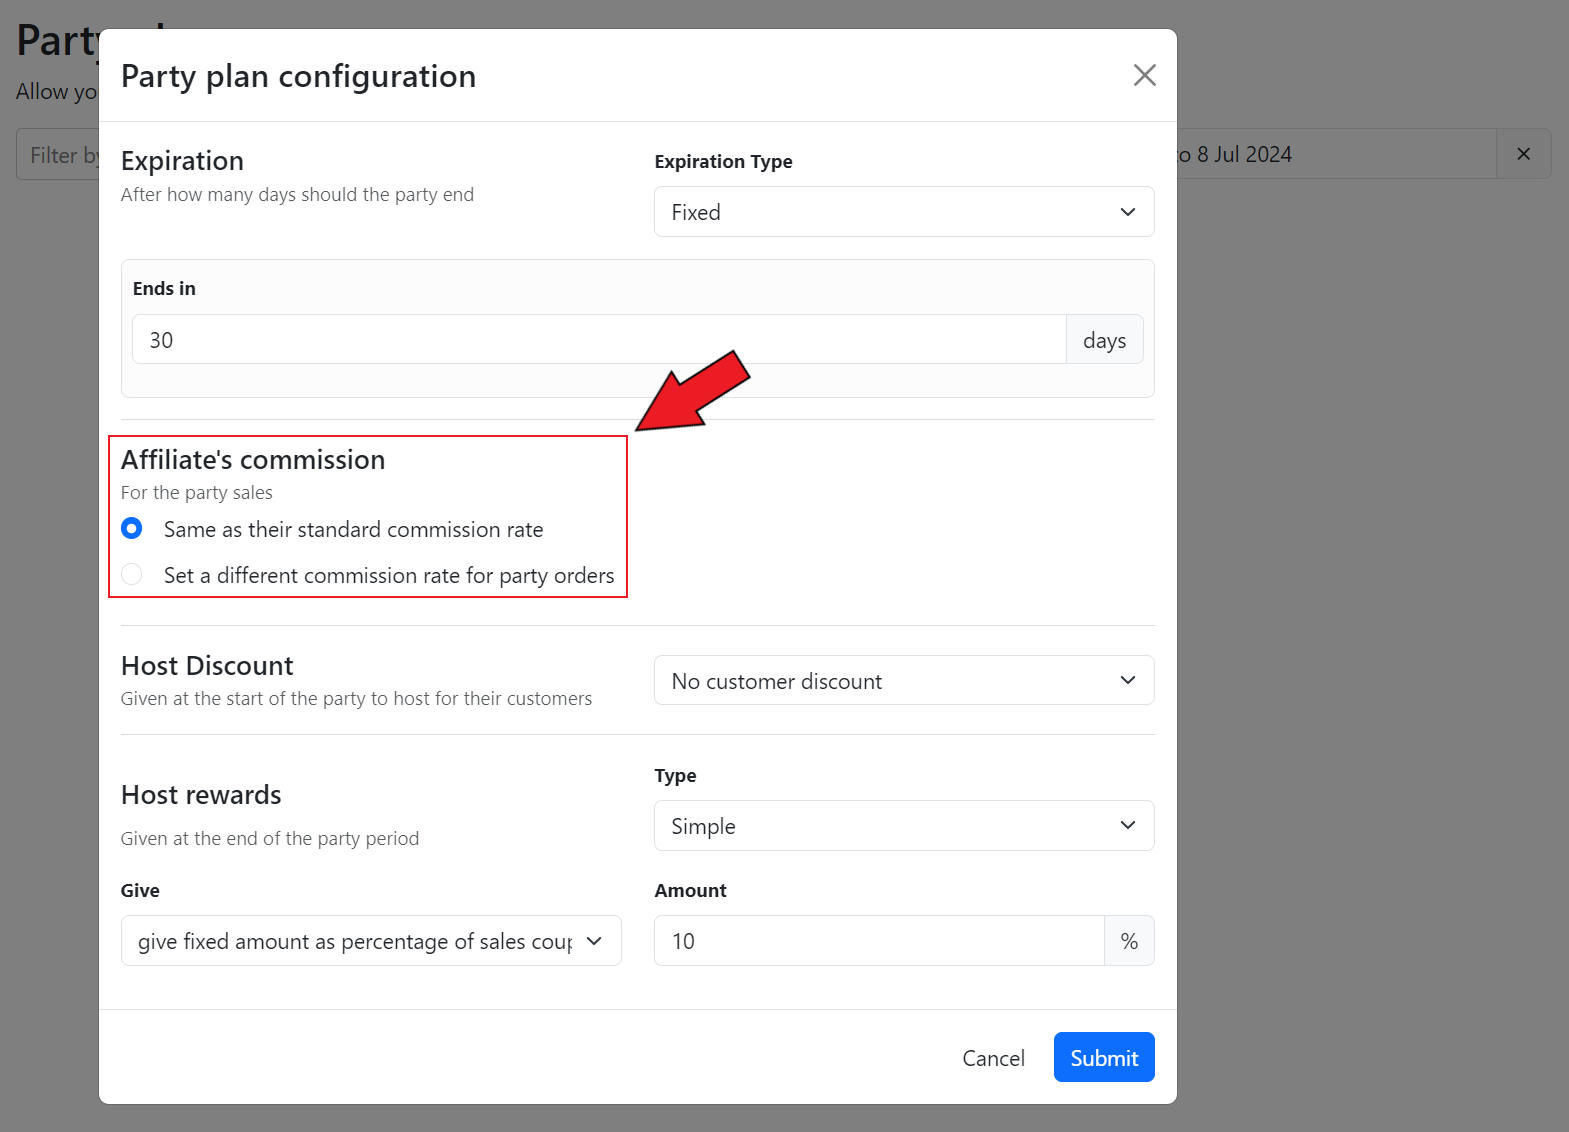 Party
Allow yo
Filter by
to 8 Jul 2024
Party plan configuration
Expiration
After how many days should the party end
Expiration Type
Fixed
Ends in
30
days
Affiliate's commission
For the party sales
Same as their standard commission rate
Set a different commission rate for party orders
Host Discount
Given at the start of the party to host for their customers
No customer discount
Host rewards
Given at the end of the party period
Type
Simple
Give
give fixed amount as percentage of sales coup
Amount
10
%
Cancel
Submit